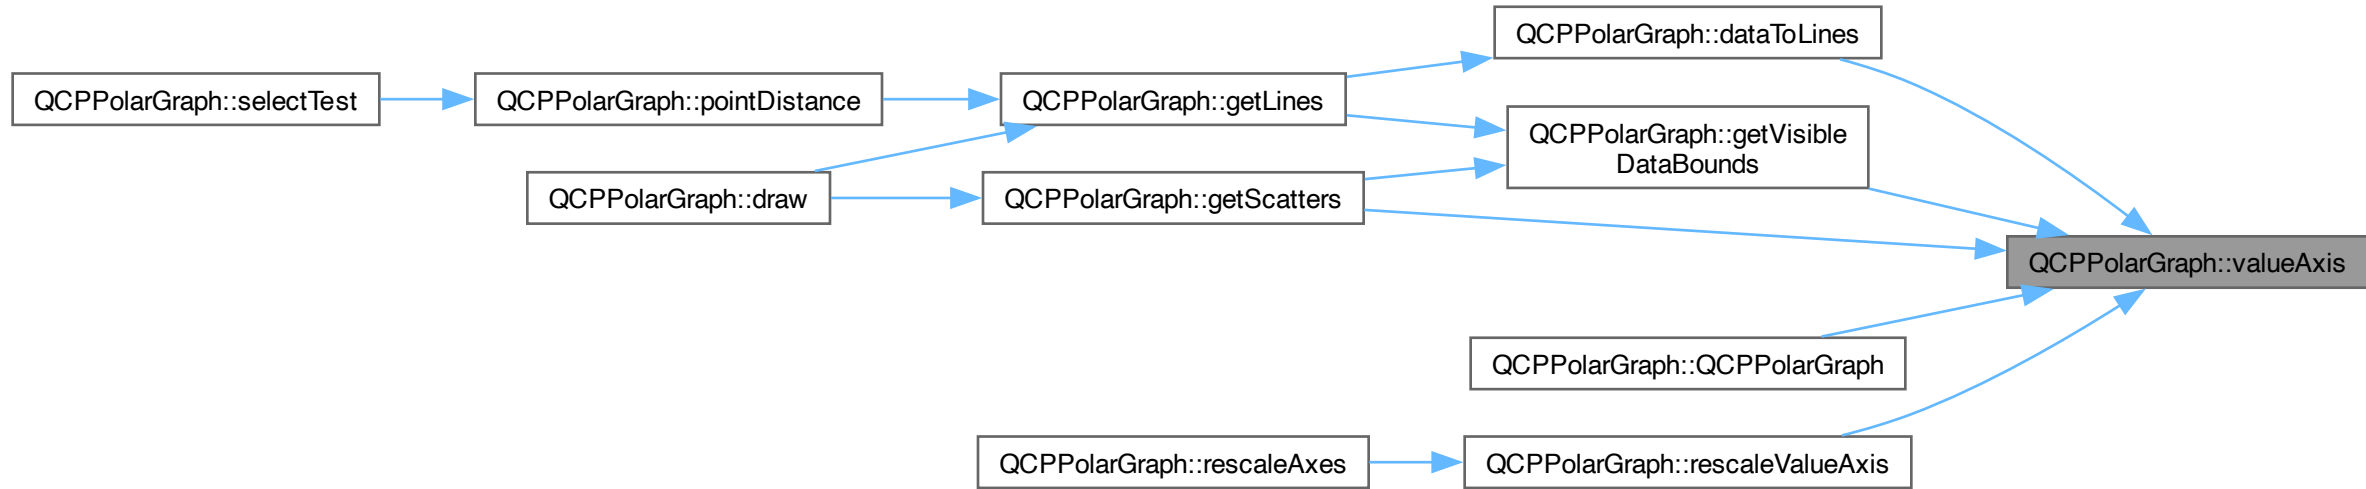 QCPPolarGraph::dataToLines
QCPPolarGraph::selectTest
QCPPolarGraph::pointDistance
QCPPolarGraph::getLines
QCPPolarGraph::getVisible
DataBounds
QCPPolarGraph::draw
QCPPolarGraph::getScatters
QCPPolarGraph::valueAxis
QCPPolarGraph::QCPPolarGraph
QCPPolarGraph::rescaleAxes
QCPPolarGraph::rescaleValueAxis